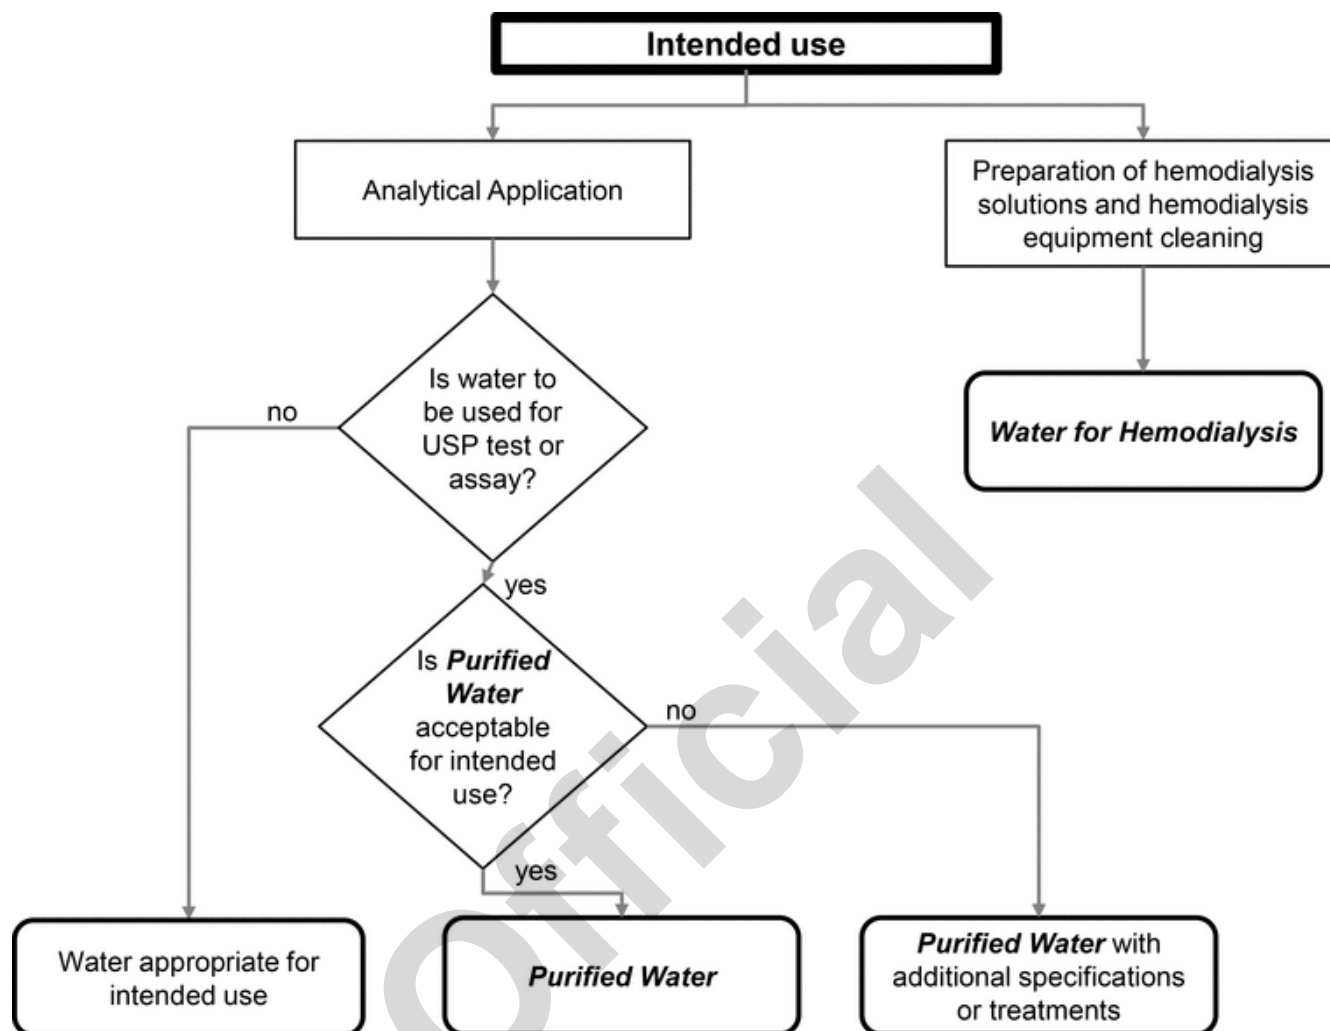 Intended use
Analytical Application
Preparation of hemodialysis
solutions and hemodialysis
equipment cleaning
Is water to
be used for
USP test or
assay?
no
Water for Hemodialysis
yes
Is Purified
Water
acceptable
for intended
use?
no
yes
Water appropriate for
intended use
Purified Water
Purified Water with
additional specifications
or treatments
Official